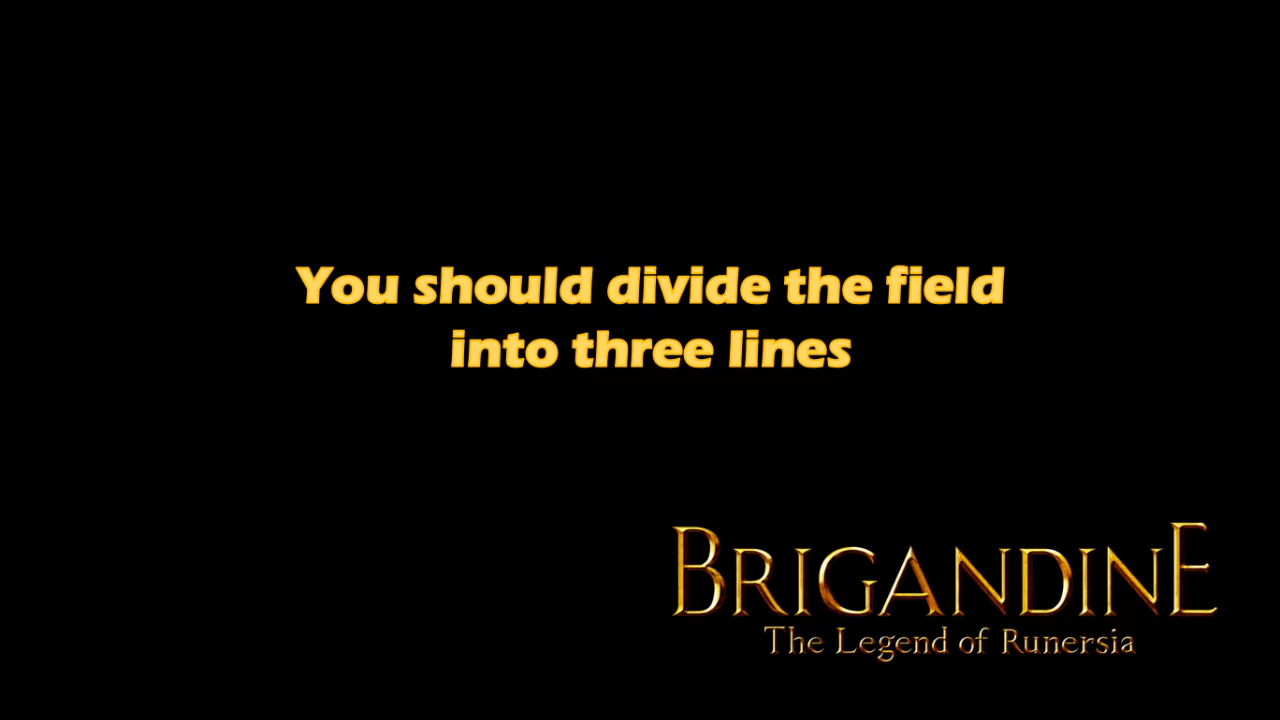 You should divide the field
into three lines
BRIGANDINE
The Legend of Runersia